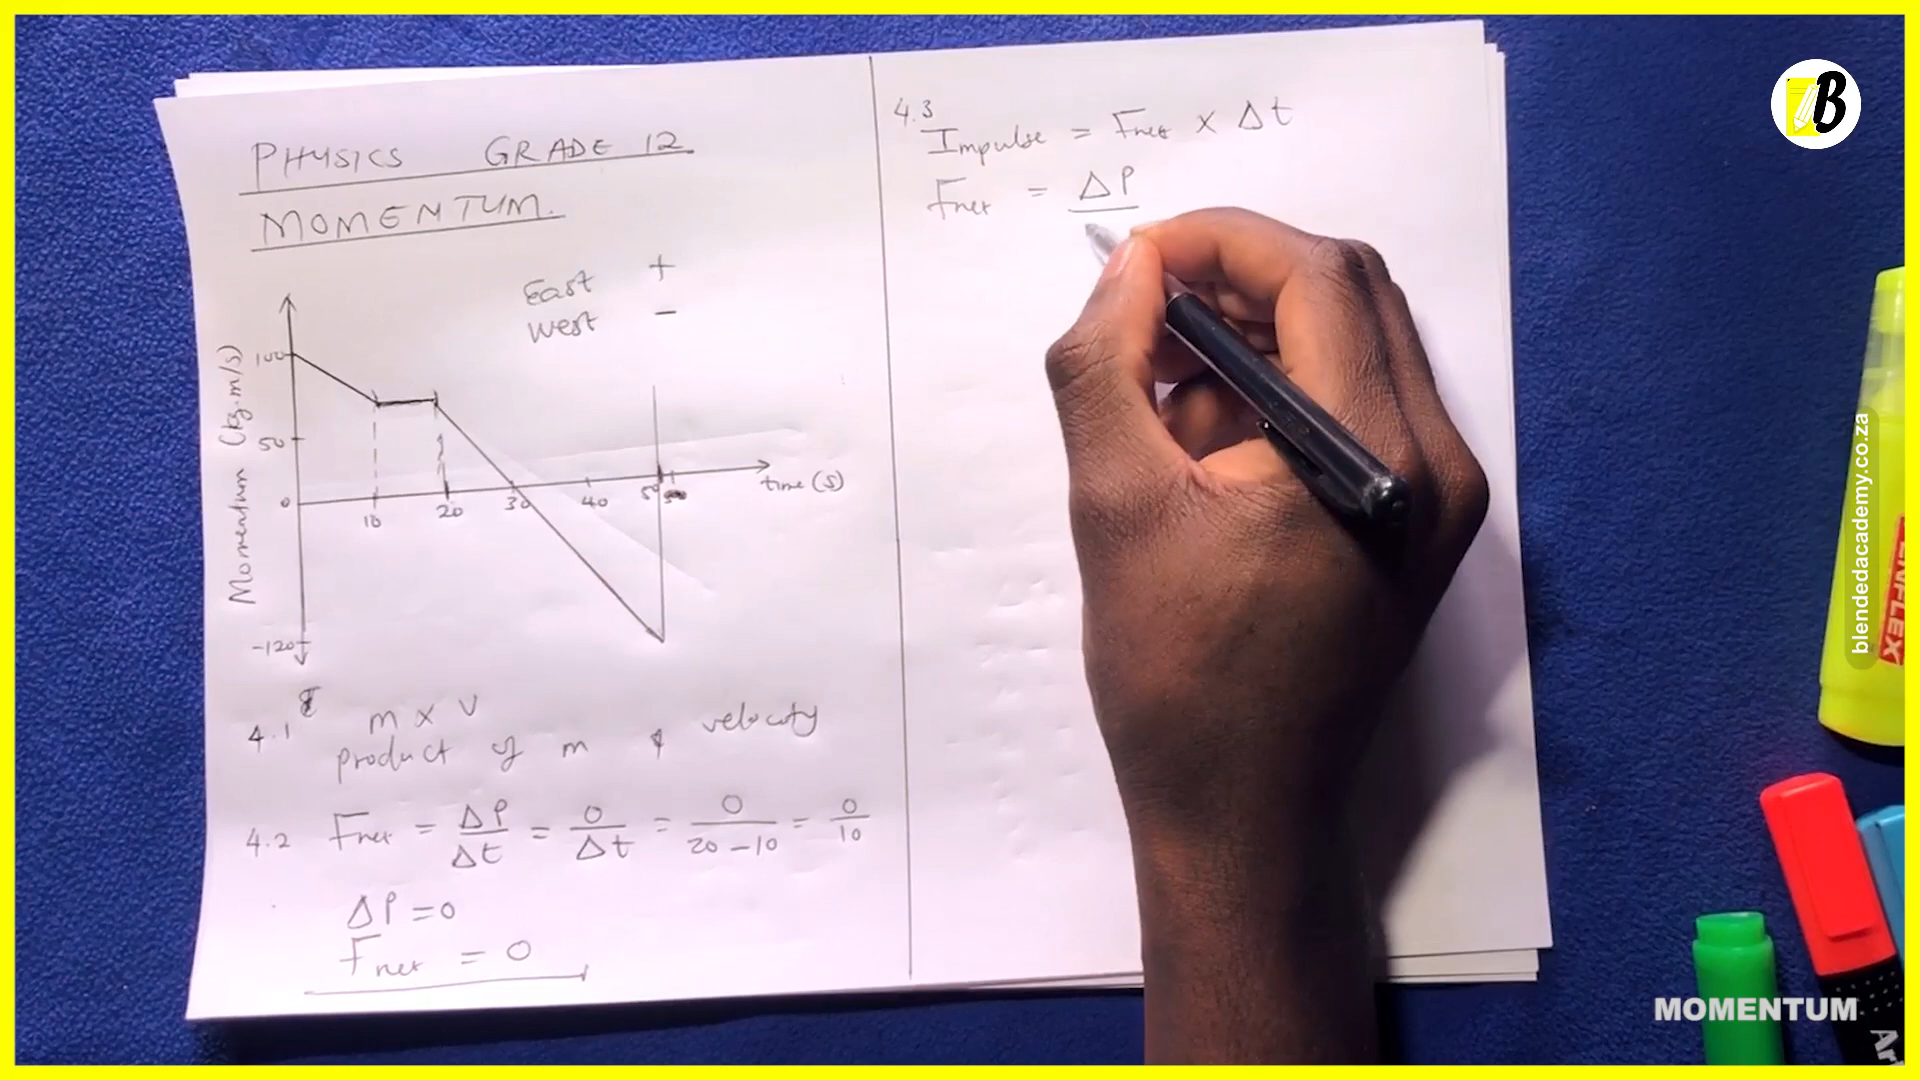 PHYSICS GRADE 12
MOMENTUM.
East +
West −
Momentum (kg.m/s)
100
50
0
-120
10 20 30 40 50
time (s)
4.1 m x v
product of m & velocity
4.2 Fnet = ΔP/Δt = 0/Δt = 0/20-10 = 0/10
ΔP = 0
Fnet = 0
4.3
Impulse = Fnet x Δt
Fnet = ΔP
B
blendedacademy.co.za
ENFLEX
MOMENTUM
Ar